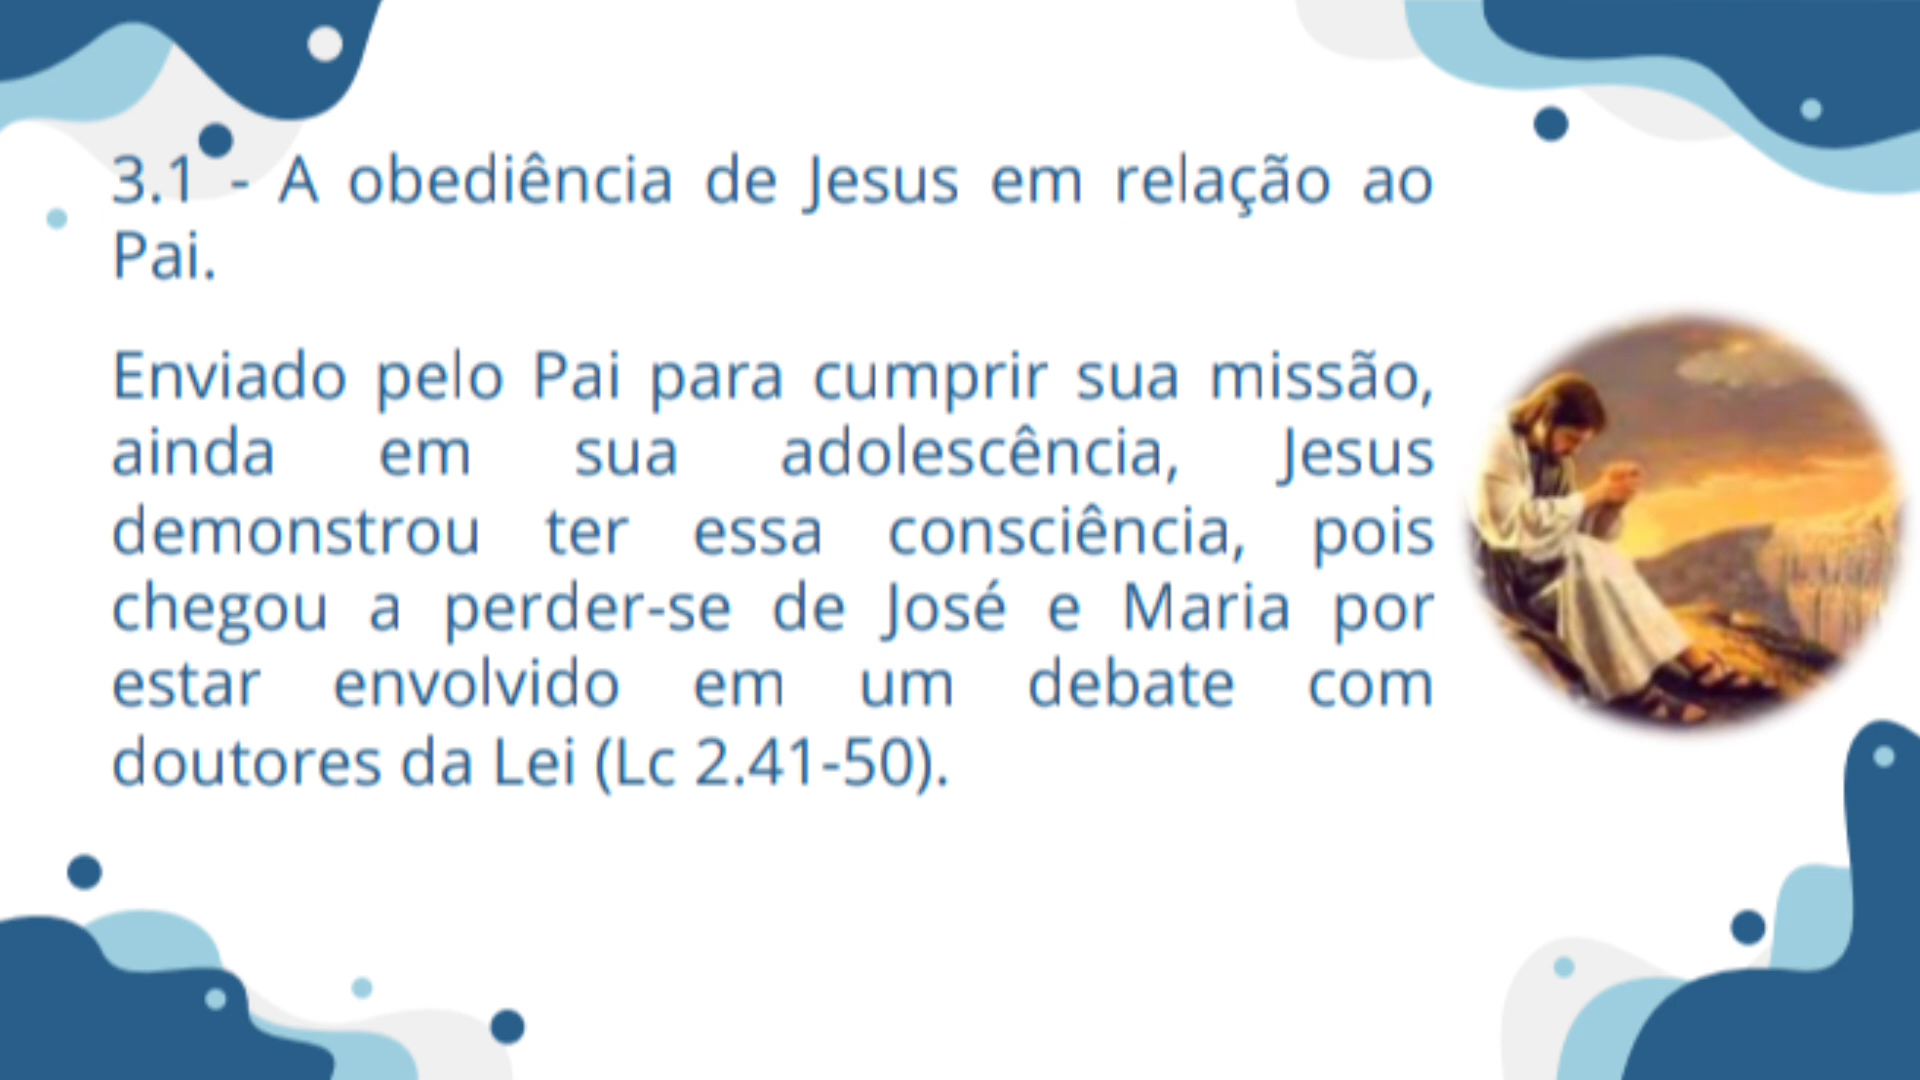 3.1 - A obediência de Jesus em relação ao
Pai.
Enviado pelo Pai para cumprir sua missão,
ainda em sua adolescência, Jesus
demonstrou ter essa consciência, pois
chegou a perder-se de José e Maria por
estar envolvido em um debate com
doutores da Lei (Lc 2.41-50).